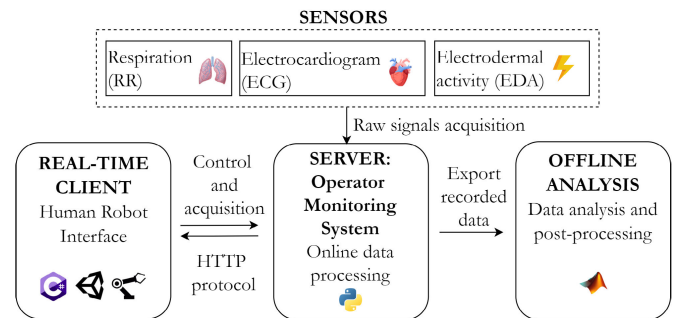 SENSORS
Respiration
(RR)
Electrocardiogram
(ECG)
Electrodermal
activity (EDA)
Raw signals acquisition
REAL-TIME
CLIENT
Human Robot
Interface
C#
Control
and
acquisition
HTTP
protocol
SERVER:
Operator
Monitoring
System
Online data
processing
Export
recorded
data
OFFLINE
ANALYSIS
Data analysis and
post-processing